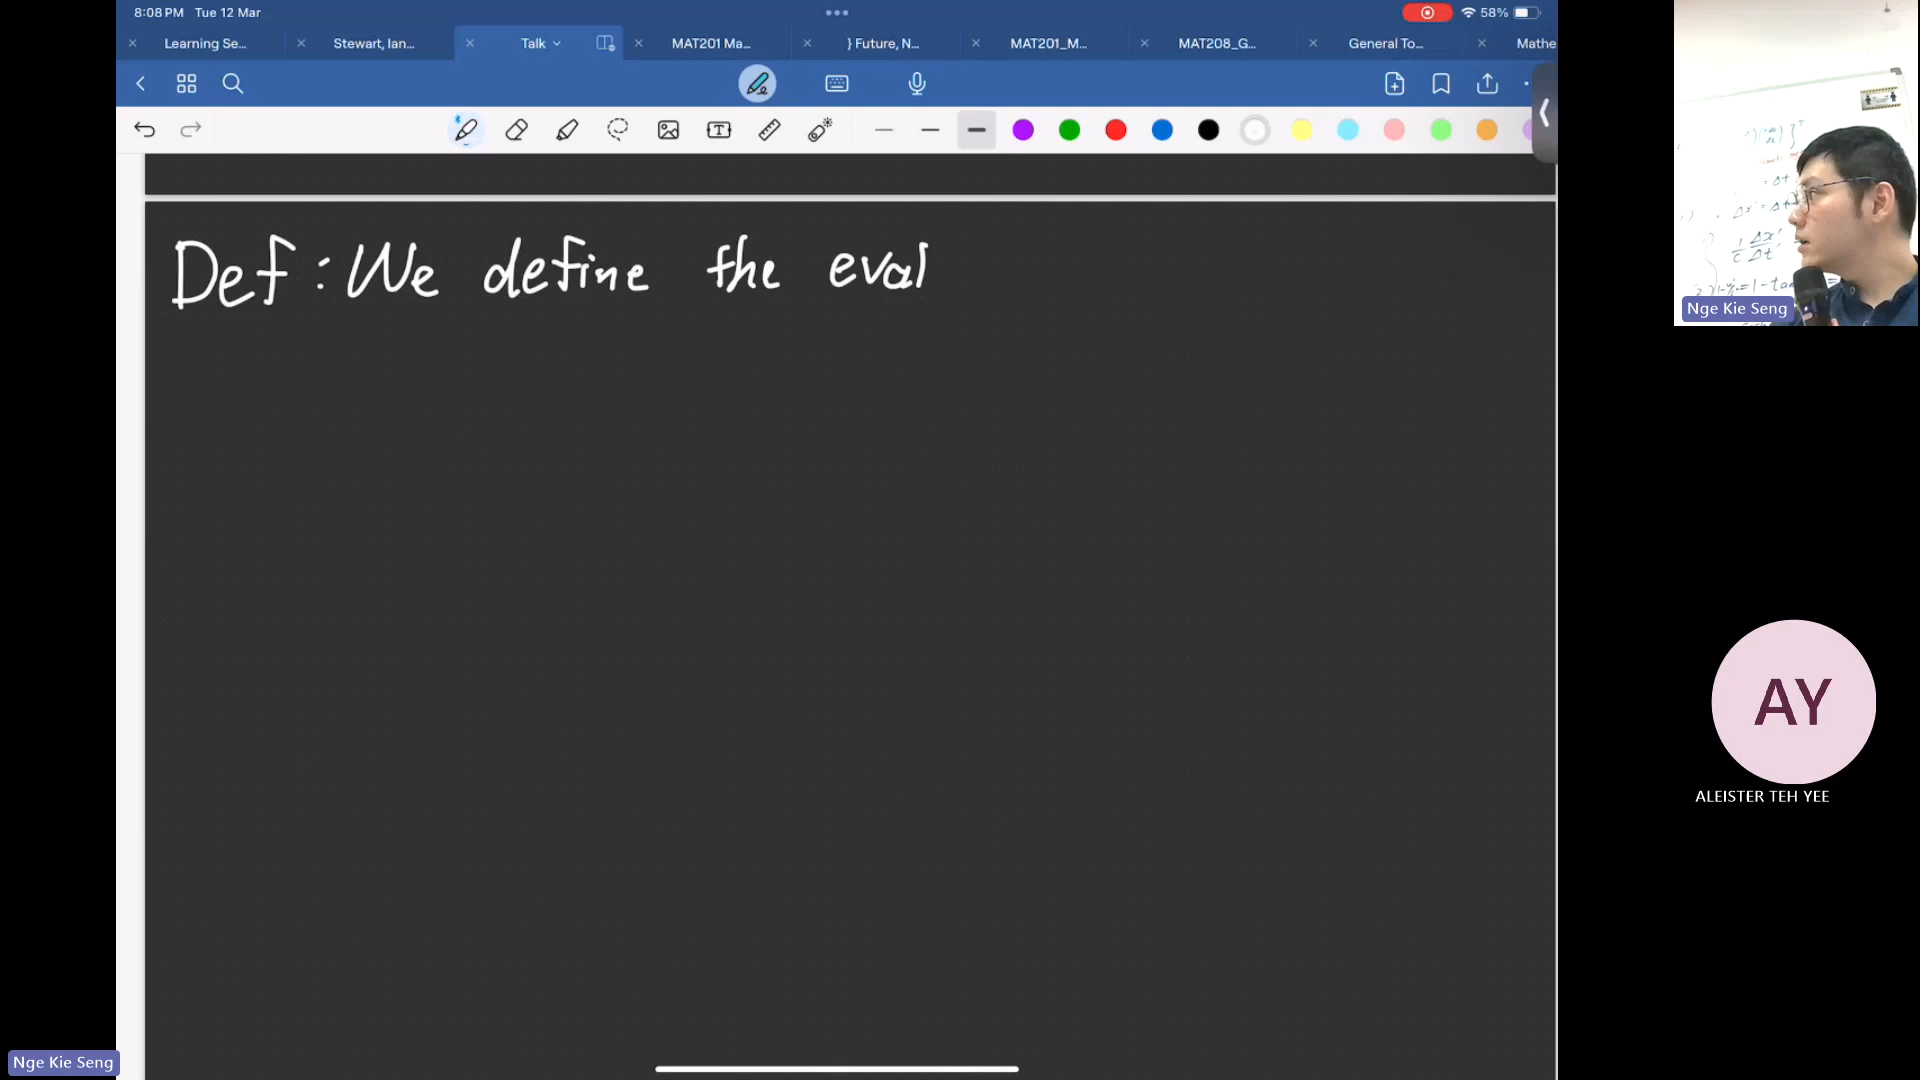 8:08 PM Tue 12 Mar
58%
Learning Se...
Stewart, Ian...
Talk
MAT201 Ma...
} Future, N...
MAT201_M...
MAT208_G...
General To...
Mathe
Def : We define the eval
Nge Kie Seng
AY
ALEISTER TEH YEE
Nge Kie Seng